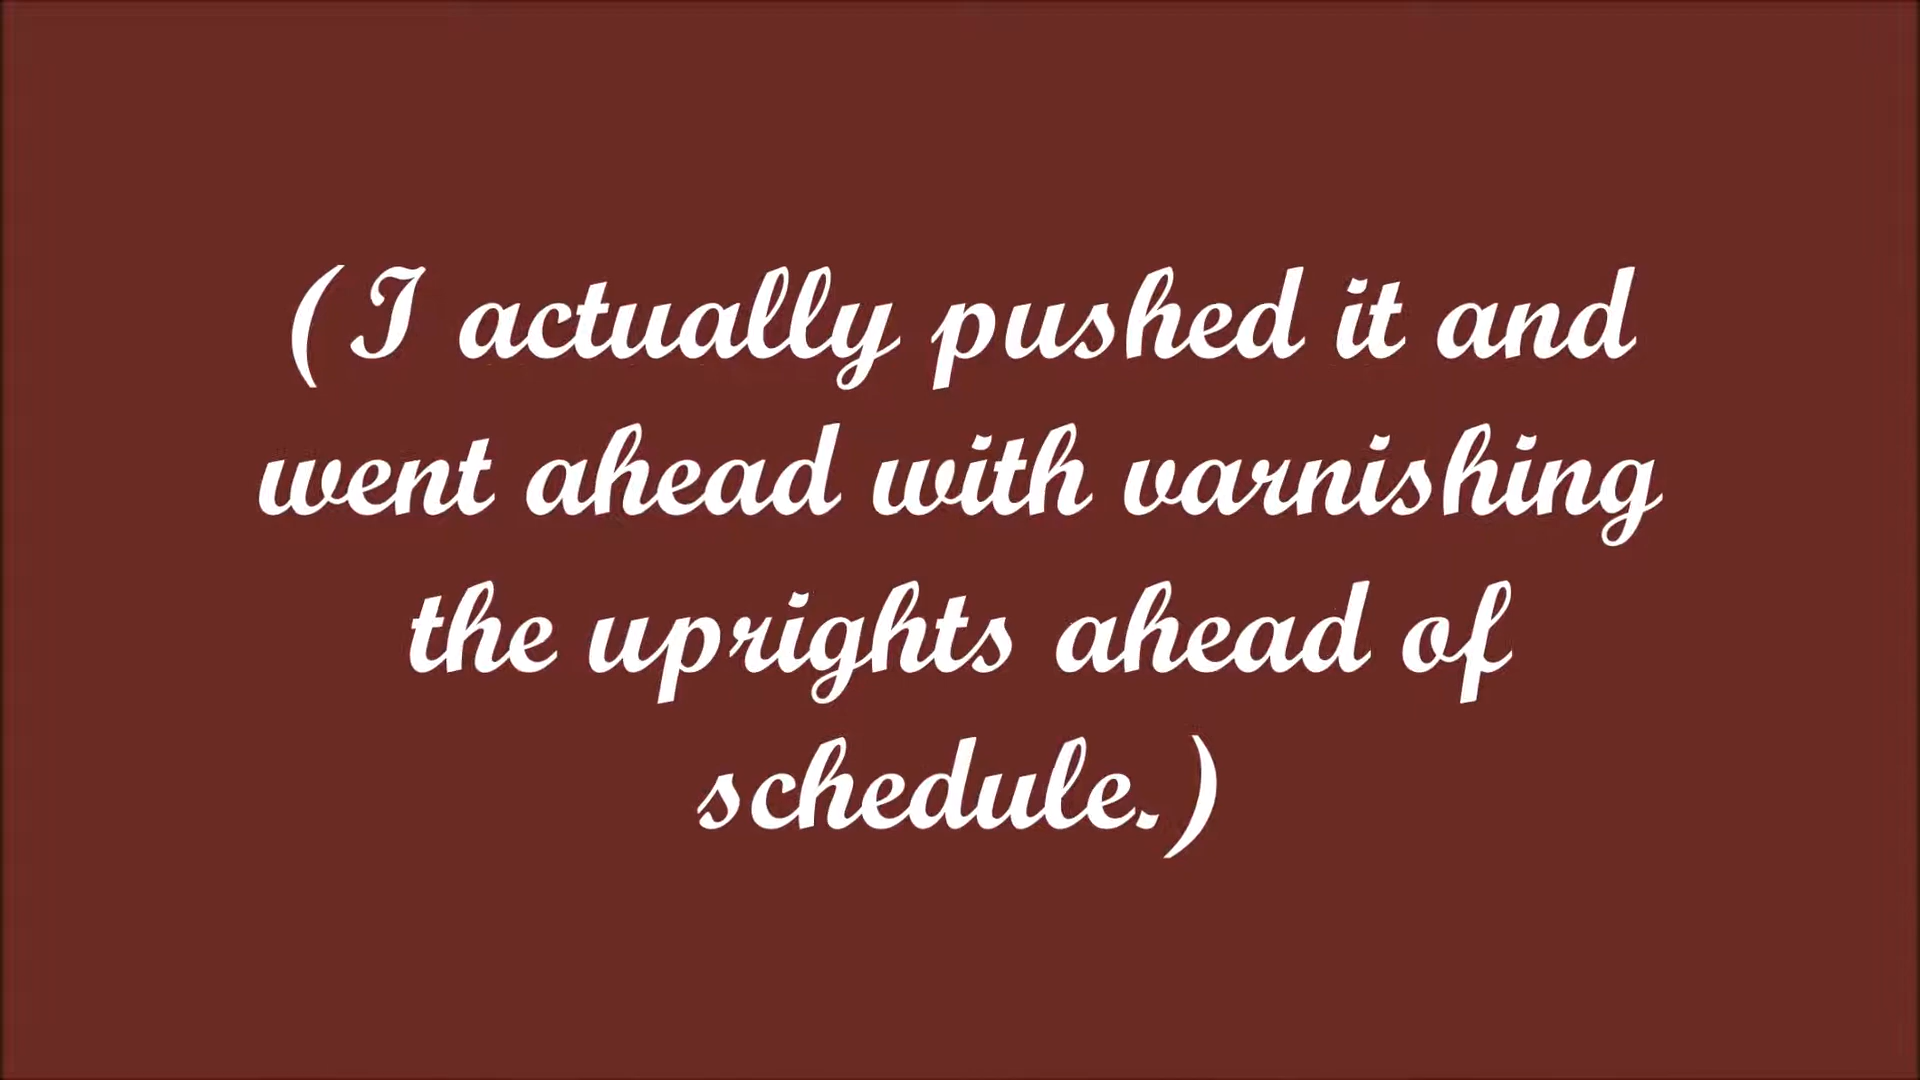 (I actually pushed it and
went ahead with varnishing
the uprights ahead of
schedule.)